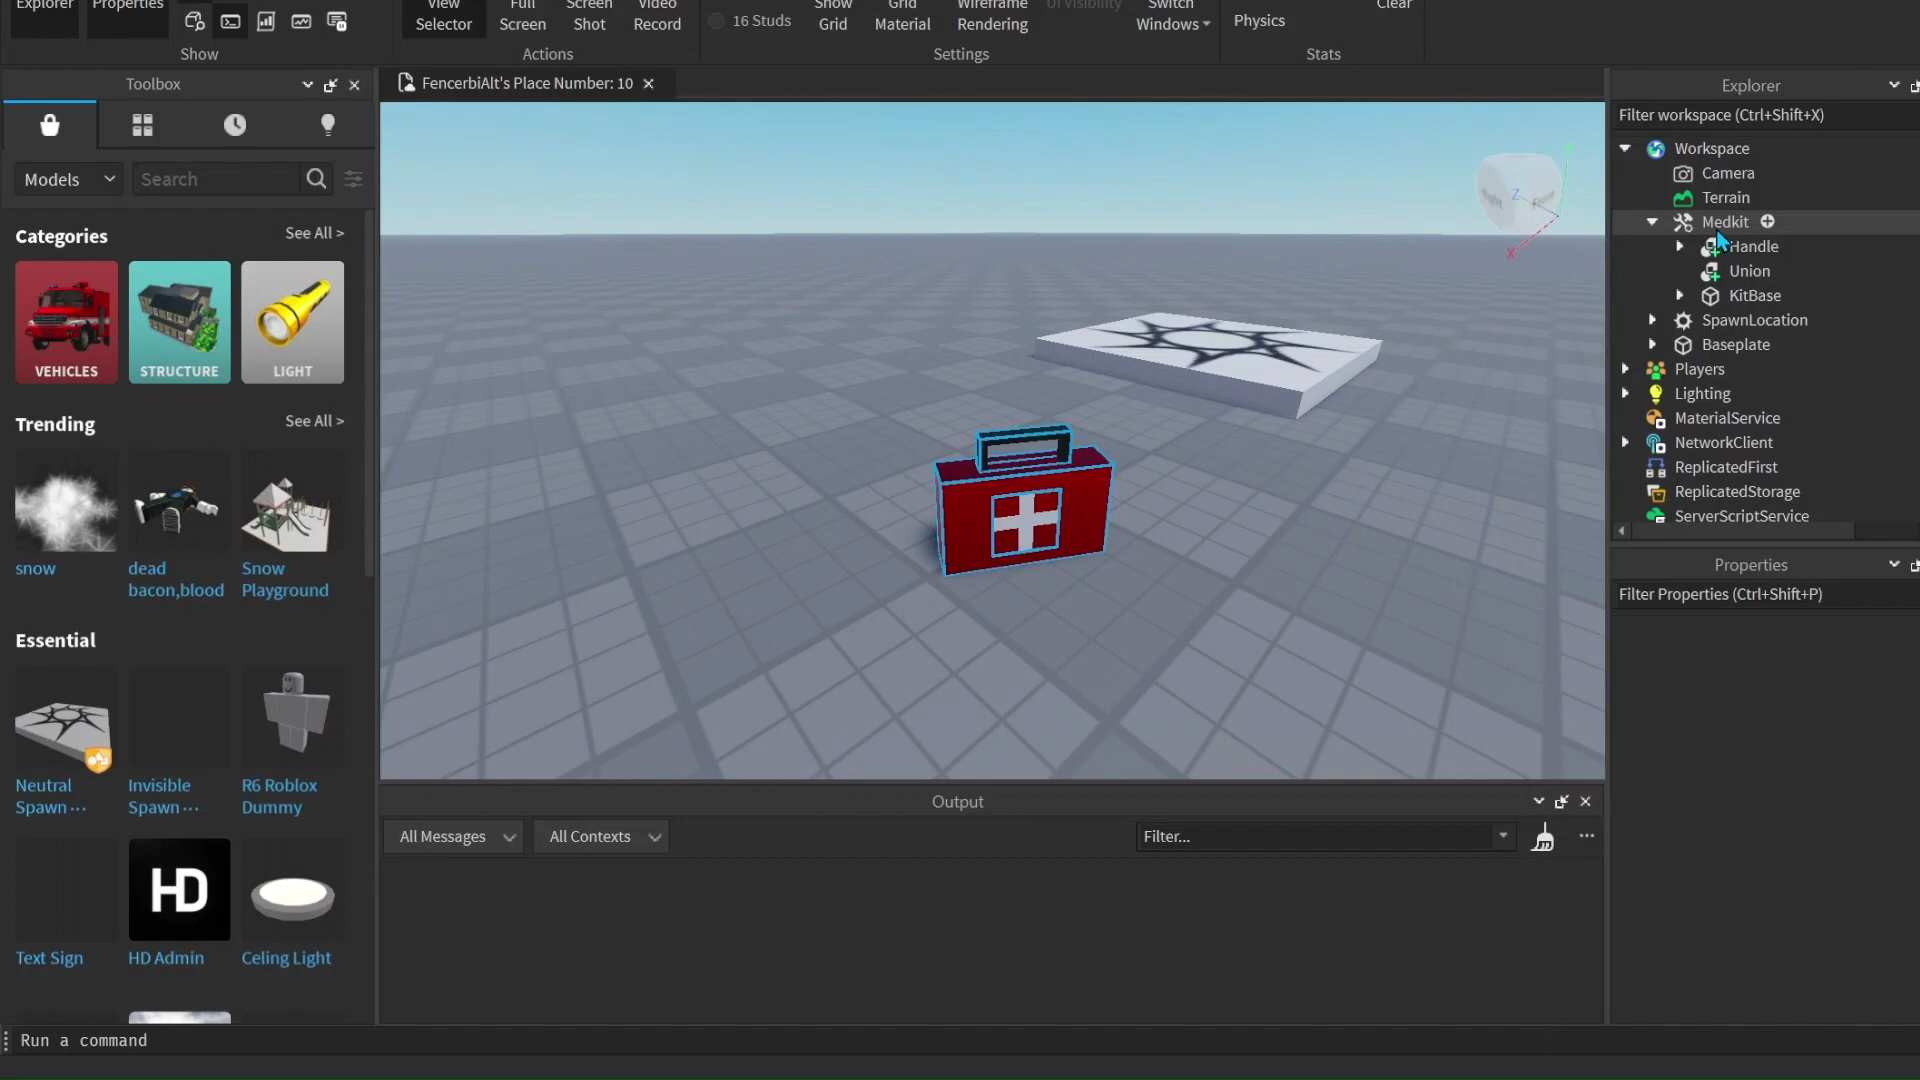 Explorer
Properties
Show
View
Selector
Full
Screen
Screen
Shot
Video
Record
Actions
16 Studs
Show
Grid
Grid
Material
Wireframe
Rendering
UI Visibility
Switch
Windows
Settings
Physics
Clear
Stats
Toolbox
FencerbiAlt's Place Number: 10
Explorer
Models
Search
Filter workspace (Ctrl+Shift+X)
Categories
See All >
VEHICLES
STRUCTURE
LIGHT
Trending
See All >
snow
dead
bacon,blood
Snow
Playground
Essential
Neutral
Spawn ···
Invisible
Spawn ···
R6 Roblox
Dummy
HD
Text Sign
HD Admin
Celing Light
Z
X
Workspace
Camera
Terrain
Medkit
Handle
Union
KitBase
SpawnLocation
Baseplate
Players
Lighting
MaterialService
NetworkClient
ReplicatedFirst
ReplicatedStorage
ServerScriptService
Properties
Filter Properties (Ctrl+Shift+P)
Output
All Messages
All Contexts
Filter...
Run a command